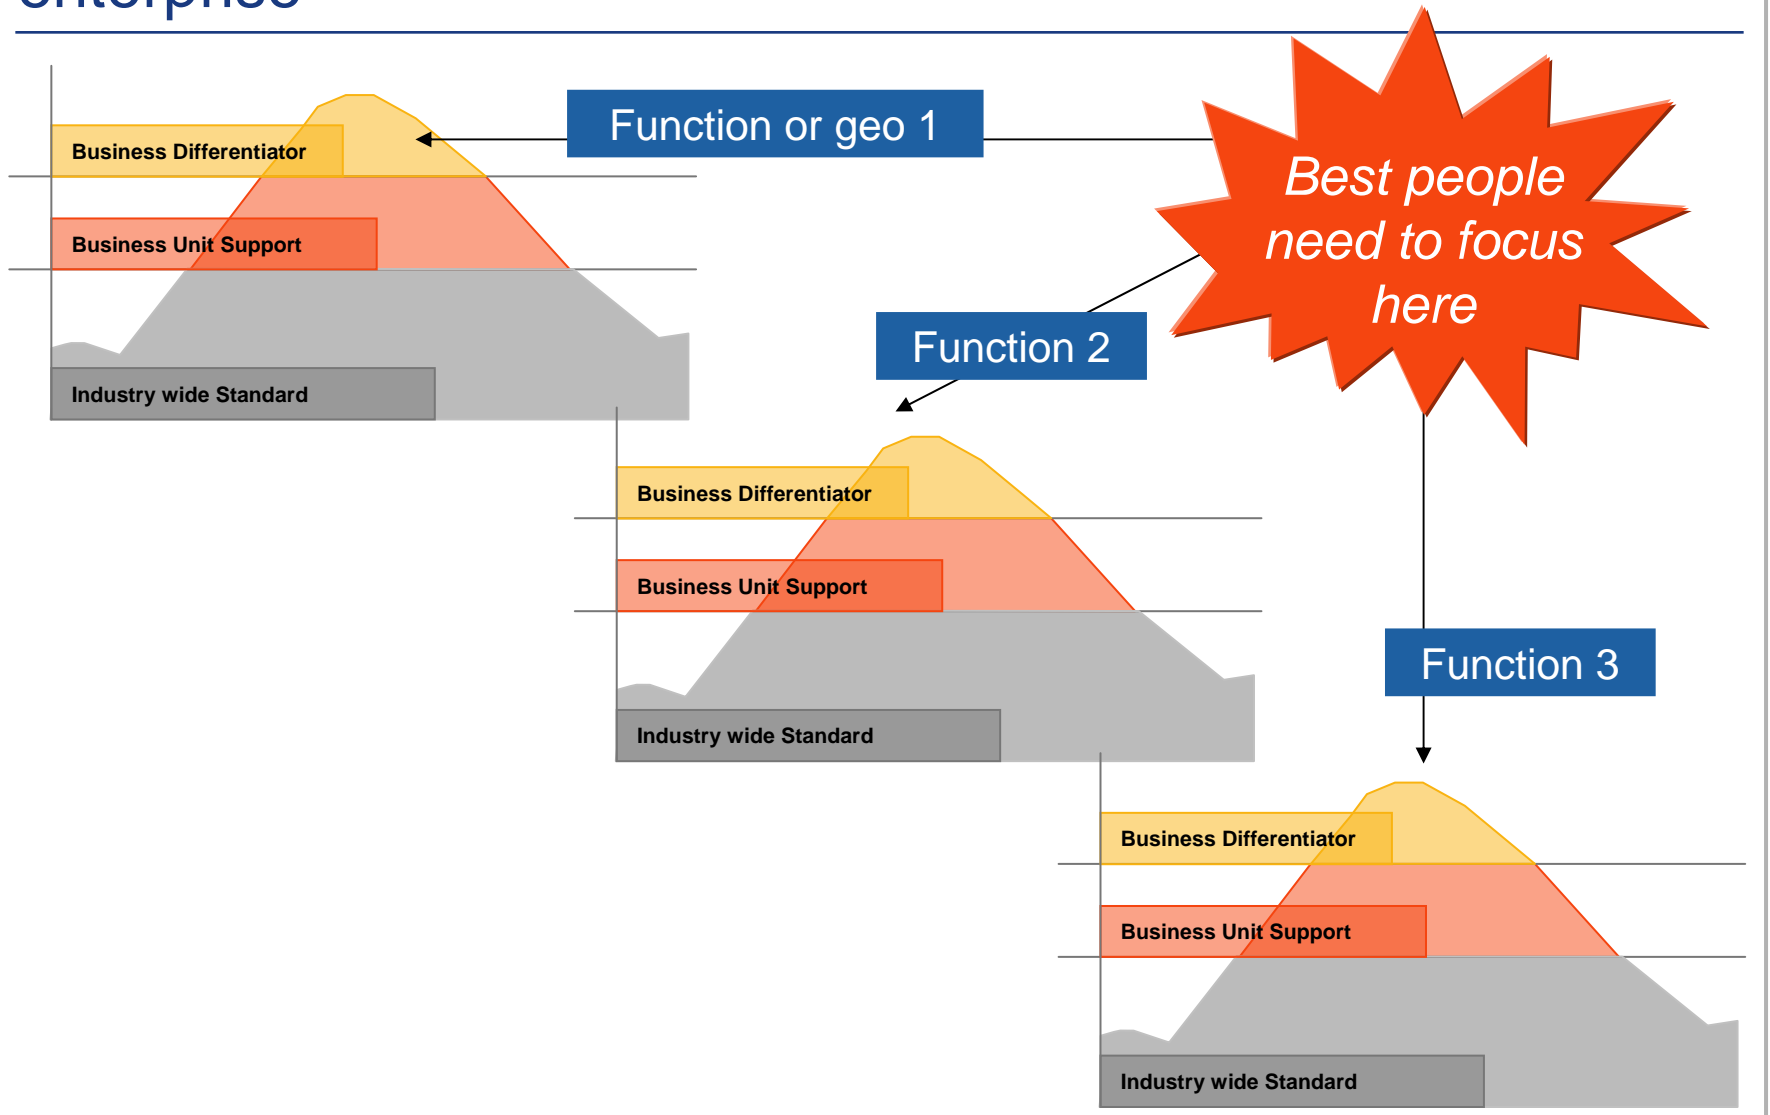 enterprise
Function or geo 1
Business Differentiator
Business Unit Support
Industry wide Standard
Best people
need to focus
here
Function 2
Business Differentiator
Business Unit Support
Industry wide Standard
Function 3
Business Differentiator
Business Unit Support
Industry wide Standard